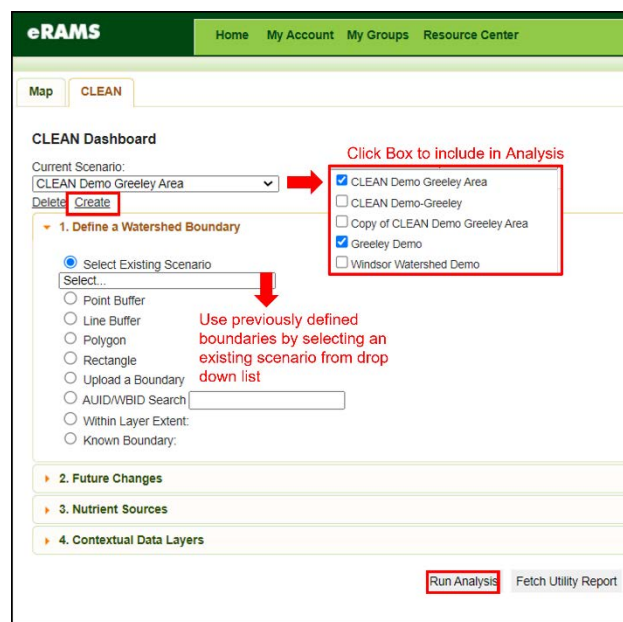 eRAMS
Home My Account My Groups Resource Center
Map CLEAN
CLEAN Dashboard
Click Box to include in Analysis
Current Scenario:
CLEAN Demo Greeley Area
Delete Create
CLEAN Demo Greeley Area
CLEAN Demo-Greeley
Copy of CLEAN Demo Greeley Area
Greeley Demo
Windsor Watershed Demo
1. Define a Watershed Boundary
Select Existing Scenario
Select...
Point Buffer
Line Buffer
Polygon
Rectangle
Upload a Boundary
AUID/WBID Search
Within Layer Extent:
Known Boundary:
Use previously defined
boundaries by selecting an
existing scenario from drop
down list
2. Future Changes
3. Nutrient Sources
4. Contextual Data Layers
Run Analysis Fetch Utility Report